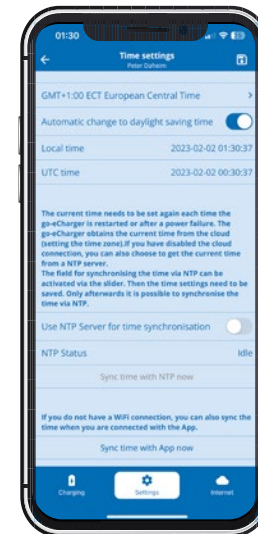 01:30
Time settings
Peter Daheim
GMT+1:00 ECT European Central Time
Automatic change to daylight saving time
Local time 2023-02-02 01:30:37
UTC time 2023-02-02 00:30:37
The current time needs to be set again each time the
go-eCharger is restarted or after a power failure. The
go-eCharger obtains the current time from the cloud
(setting the time zone).If you have disabled the cloud
connection, you can also choose to get the current time
from a NTP server.
The field for synchronising the time via NTP can be
activated via the slider. Then the time settings need to be
saved. Only afterwards it is possible to synchronise the
time via NTP.
Use NTP Server for time synchronisation
NTP Status Idle
Sync time with NTP now
If you do not have a WiFi connection, you can also sync the
time when you are connected with the App.
Sync time with App now
Charging Settings Internet